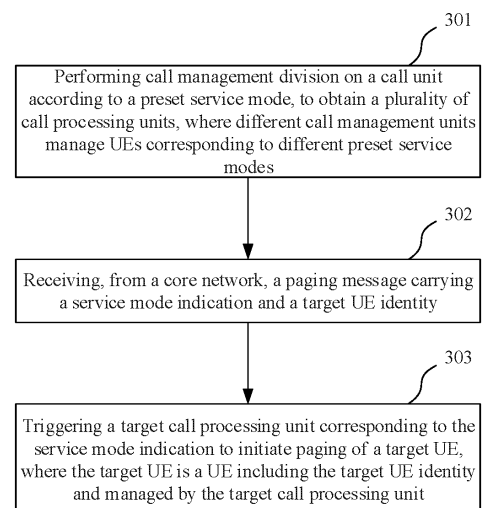 301
Performing call management division on a call unit
according to a preset service mode, to obtain a plurality of
call processing units, where different call management units
manage UEs corresponding to different preset service
modes
302
Receiving, from a core network, a paging message carrying
a service mode indication and a target UE identity
303
Triggering a target call processing unit corresponding to the
service mode indication to initiate paging of a target UE,
where the target UE is a UE including the target UE identity
and managed by the target call processing unit